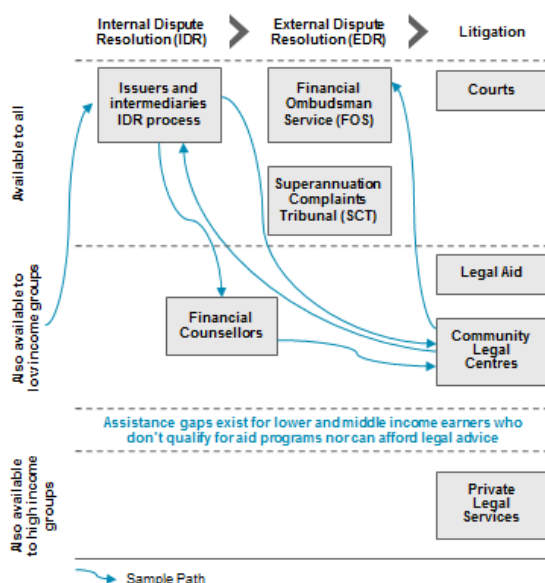 Internal Dispute
Resolution (IDR)
External Dispute
Resolution (EDR)
Litigation
Available to all
Issuers and
intermediaries
IDR process
Financial
Ombudsman
Service (FOS)
Courts
Superannuation
Complaints
Tribunal (SCT)
Also available to
low income groups
Legal Aid
Financial
Counsellors
Community
Legal
Centres
Assistance gaps exist for lower and middle income earners who
don't qualify for aid programs nor can afford legal advice
Also available
to high income
groups
Private
Legal
Services
Sample Path